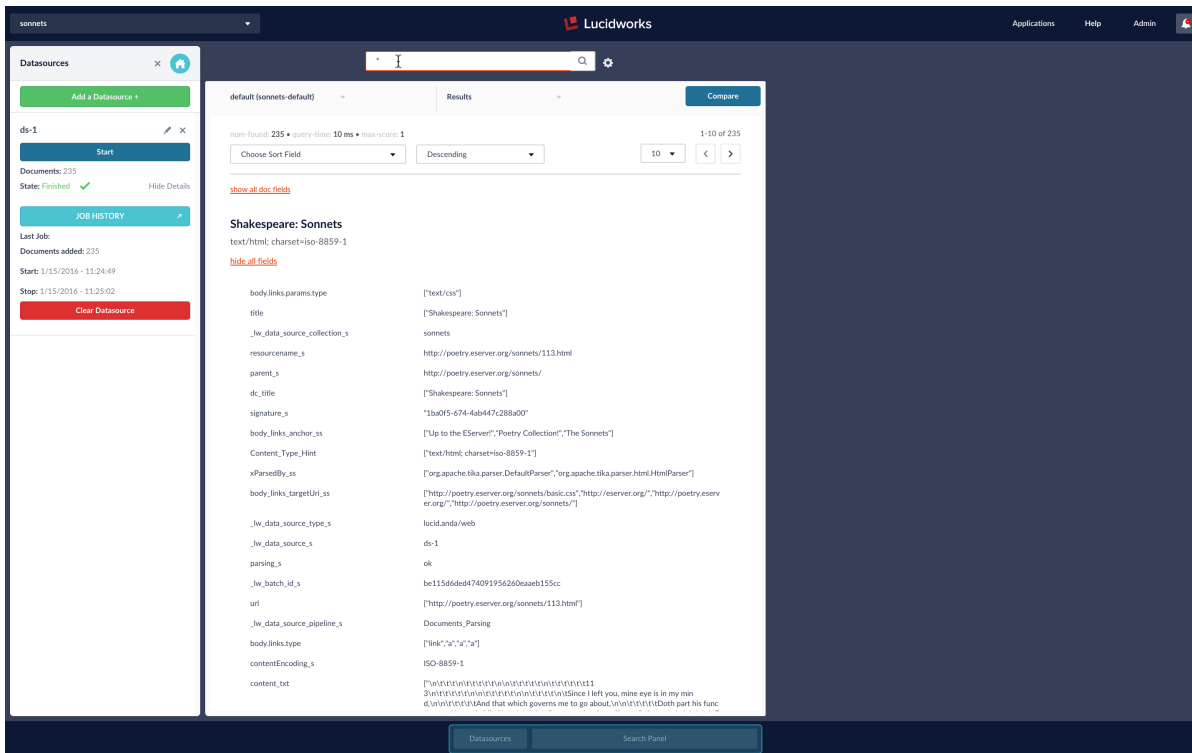 sonnets
Lucidworks
Applications Help Admin
Datasources ×
Add a Datasource +
ds-1 ×
Start
Documents: 235
State: Finished Hide Details
JOB HISTORY
Last Job:
Documents added: 235
Start: 1/15/2016 - 11:24:49
Stop: 1/15/2016 - 11:25:02
Clear Datasource
default (sonnets-default) Results Compare
num-found: 235 • query-time: 10 ms • max-score: 1 1-10 of 235
Choose Sort Field Descending 10 < >
show all doc fields
Shakespeare: Sonnets
text/html; charset=iso-8859-1
hide all fields
body.links.params.type ["text/css"]
title ["Shakespeare: Sonnets"]
_lw_data_source_collection_s sonnets
resourcename_s http://poetry.eserver.org/sonnets/113.html
parent_s http://poetry.eserver.org/sonnets/
dc_title ["Shakespeare: Sonnets"]
signature_s "1ba0f5-674-4ab447c288a00"
body_links_anchor_ss ["Up to the EServer!","Poetry Collection!","The Sonnets"]
Content_Type_Hint ["text/html; charset=iso-8859-1"]
xParsedBy_ss ["org.apache.tika.parser.DefaultParser","org.apache.tika.parser.html.HtmlParser"]
body_links_targetUri_ss ["http://poetry.eserver.org/sonnets/basic.css","http://eserver.org/","http://poetry.eserv
er.org/","http://poetry.eserver.org/sonnets/"]
_lw_data_source_type_s lucid.anda/web
_lw_data_source_s ds-1
parsing_s ok
_lw_batch_id_s be115d6ded474091956260eaaeb155cc
url ["http://poetry.eserver.org/sonnets/113.html"]
_lw_data_source_pipeline_s Documents_Parsing
body.links.type ["link","a","a","a"]
contentEncoding_s ISO-8859-1
content_txt ["\n\t\t\t\n\t\t\t\t\t\n\n\t\t\t\t\t\n\t\t\t\t\t\t11
3\n\t\t\t\t\t\n\n\t\t\t\t\t\t\n\n\t\t\t\t\n\tSince I left you, mine eye is in my min
d,\n\n\t\t\t\t\tAnd that which governs me to go about,\n\n\t\t\t\t\tDoth part his func
Datasources Search Panel